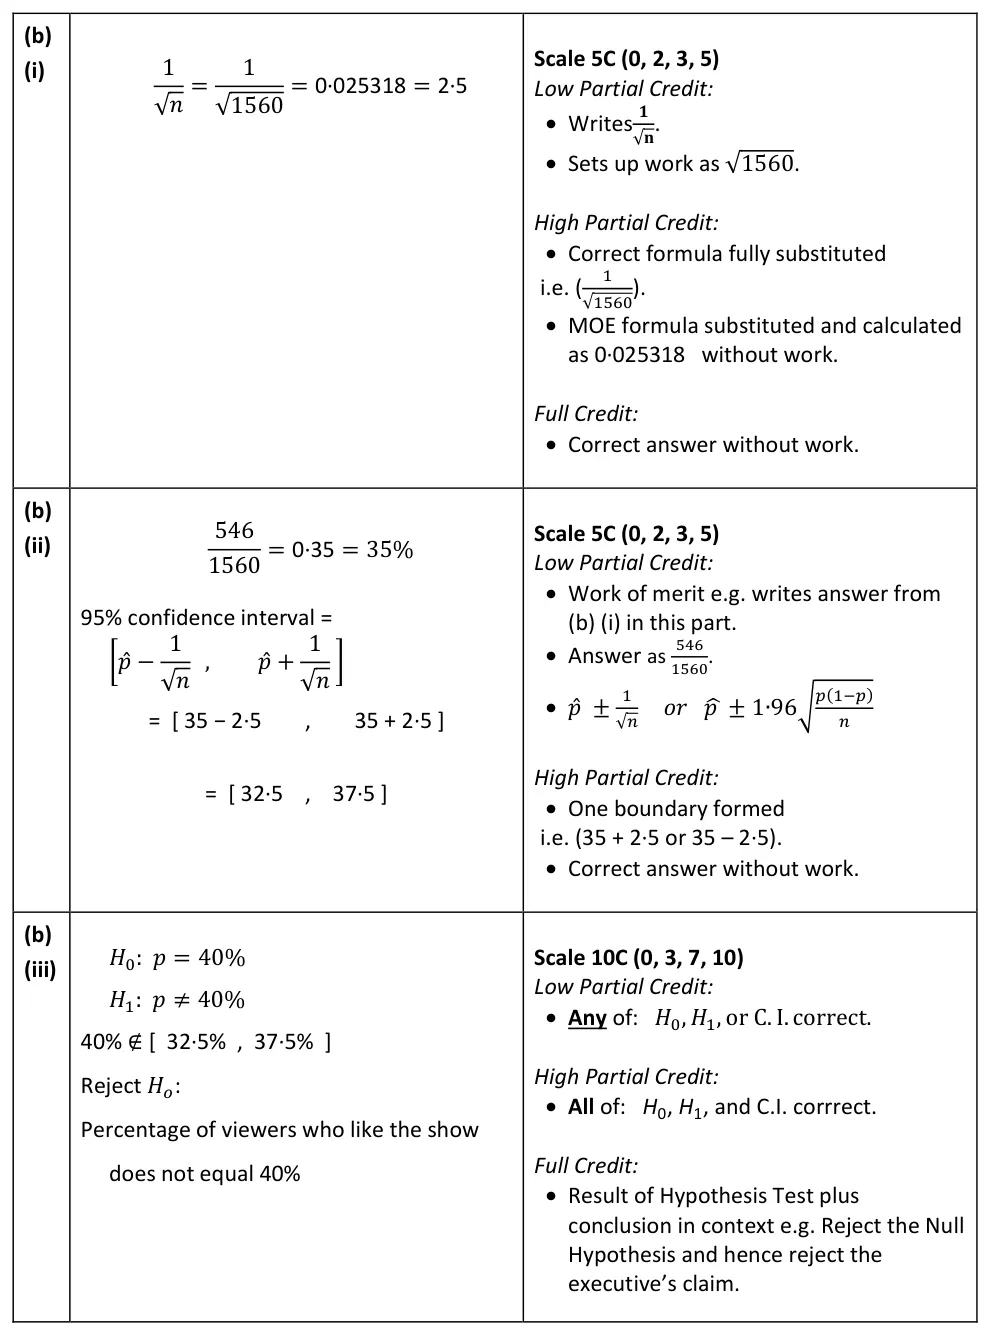 (b)
(i)
1/√n = 1/√1560 = 0·025318 = 2·5
Scale 5C (0, 2, 3, 5)
Low Partial Credit:
• Writes 1/√n.
• Sets up work as √1560.
High Partial Credit:
• Correct formula fully substituted
i.e. (1/√1560).
• MOE formula substituted and calculated
as 0·025318 without work.
Full Credit:
• Correct answer without work.
(b)
(ii)
546/1560 = 0·35 = 35%
95% confidence interval =
[p̂ − 1/√n , p̂ + 1/√n]
= [ 35 − 2·5 , 35 + 2·5 ]
= [ 32·5 , 37·5 ]
Scale 5C (0, 2, 3, 5)
Low Partial Credit:
• Work of merit e.g. writes answer from
(b) (i) in this part.
• Answer as 546/1560.
• p̂ ± 1/√n or p̂ ± 1·96√(p(1−p)/n)
High Partial Credit:
• One boundary formed
i.e. (35 + 2·5 or 35 – 2·5).
• Correct answer without work.
(b)
(iii)
H₀: p = 40%
H₁: p ≠ 40%
40% ∉ [ 32·5% , 37·5% ]
Reject Hₒ:
Percentage of viewers who like the show
does not equal 40%
Scale 10C (0, 3, 7, 10)
Low Partial Credit:
• Any of: H₀, H₁, or C. I. correct.
High Partial Credit:
• All of: H₀, H₁, and C.I. corrrect.
Full Credit:
• Result of Hypothesis Test plus
conclusion in context e.g. Reject the Null
Hypothesis and hence reject the
executive’s claim.